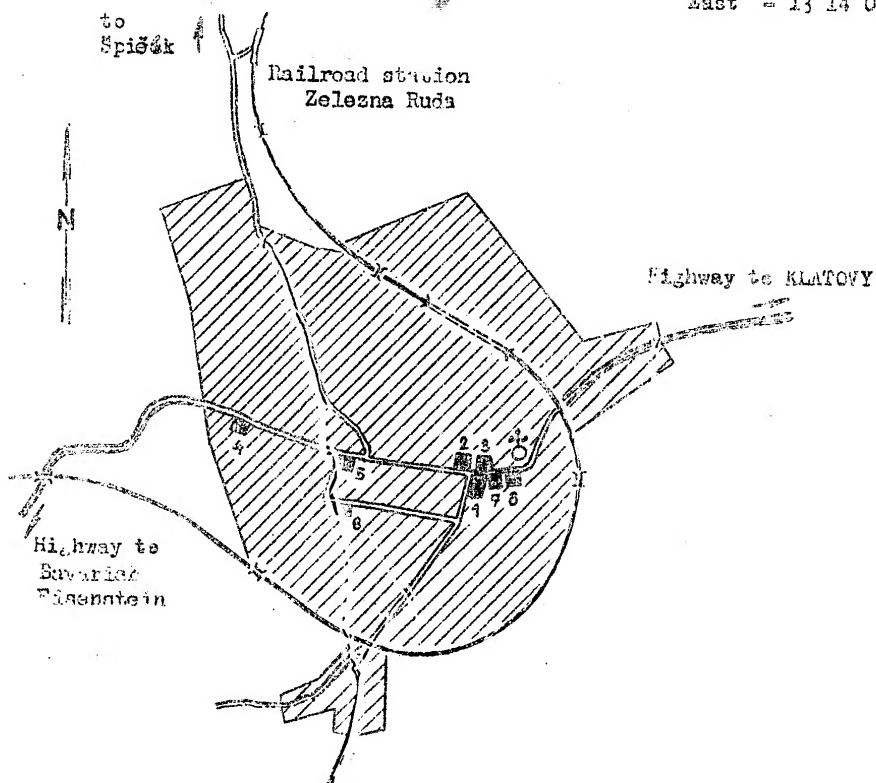 East = 13 14 0
to
Špičák
Railroad station
Zelezna Ruda
N
Highway to KLATOVY
2 3
4
5
1 7 8
6
Highway to
Bavarian
Eisenstein